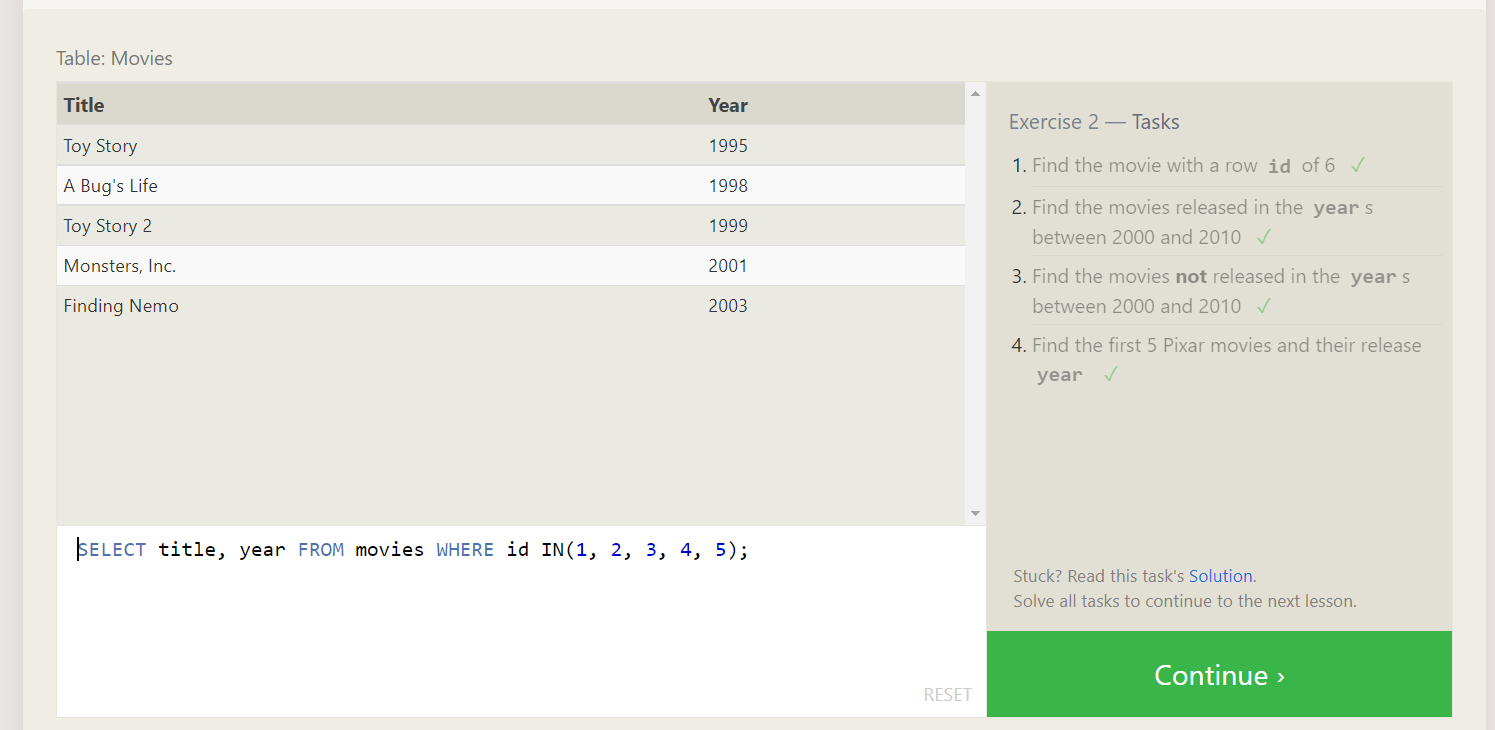 Table: Movies
Title Year
Toy Story 1995
A Bug's Life 1998
Toy Story 2 1999
Monsters, Inc. 2001
Finding Nemo 2003
SELECT title, year FROM movies WHERE id IN(1, 2, 3, 4, 5);
RESET
Exercise 2 — Tasks
1. Find the movie with a row id of 6 ✓
2. Find the movies released in the year s
between 2000 and 2010 ✓
3. Find the movies not released in the year s
between 2000 and 2010 ✓
4. Find the first 5 Pixar movies and their release
year ✓
Stuck? Read this task's Solution.
Solve all tasks to continue to the next lesson.
Continue ›